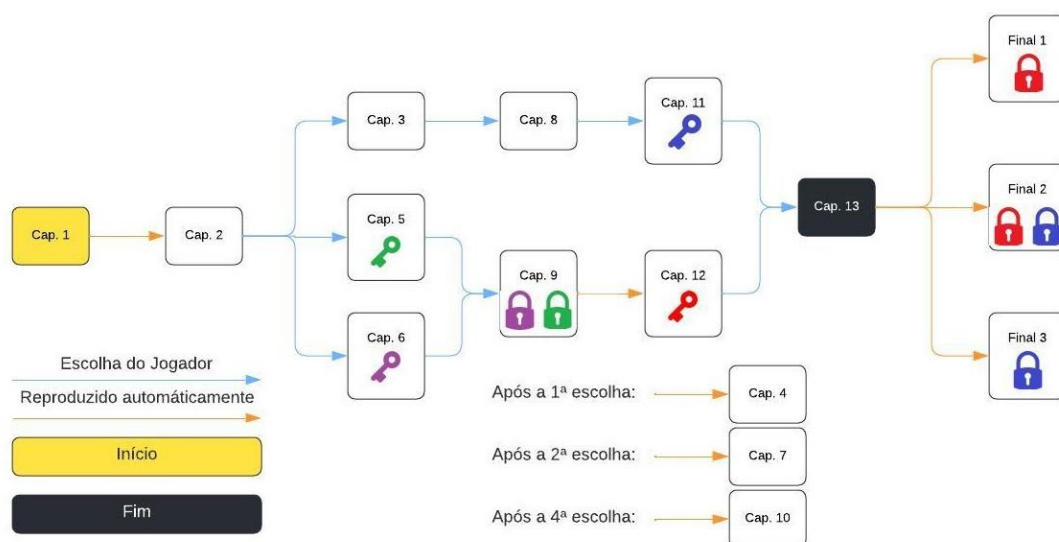 Final 1
Cap. 11
Cap. 3
Cap. 8
Final 2
Cap. 5
Cap. 13
Cap. 1
Cap. 2
Cap. 9
Cap. 12
Cap. 6
Final 3
Escolha do Jogador
Reproduzido automáticamente
Início
Fim
Após a 1ª escolha:
Cap. 4
Após a 2ª escolha:
Cap. 7
Após a 4ª escolha:
Cap. 10